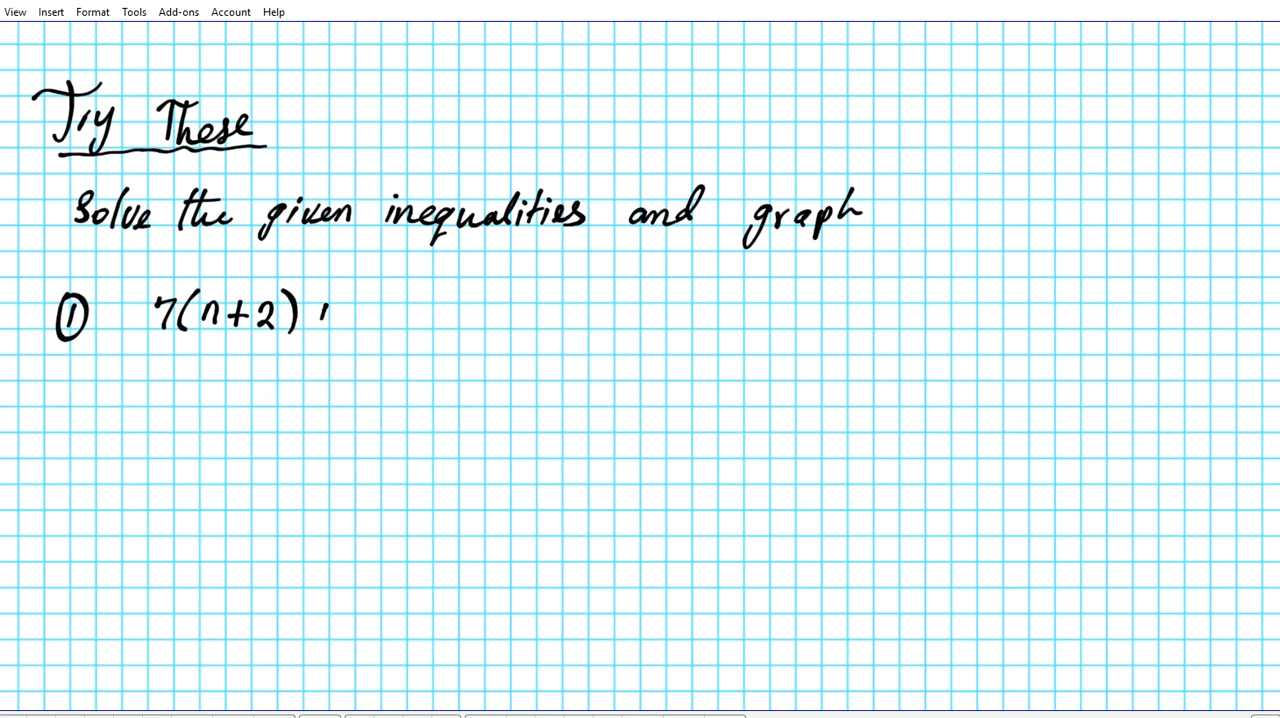 View Insert Format Tools Add-ons Account Help
Try These
Solve the given inequalities and graph
① 7(n+2)